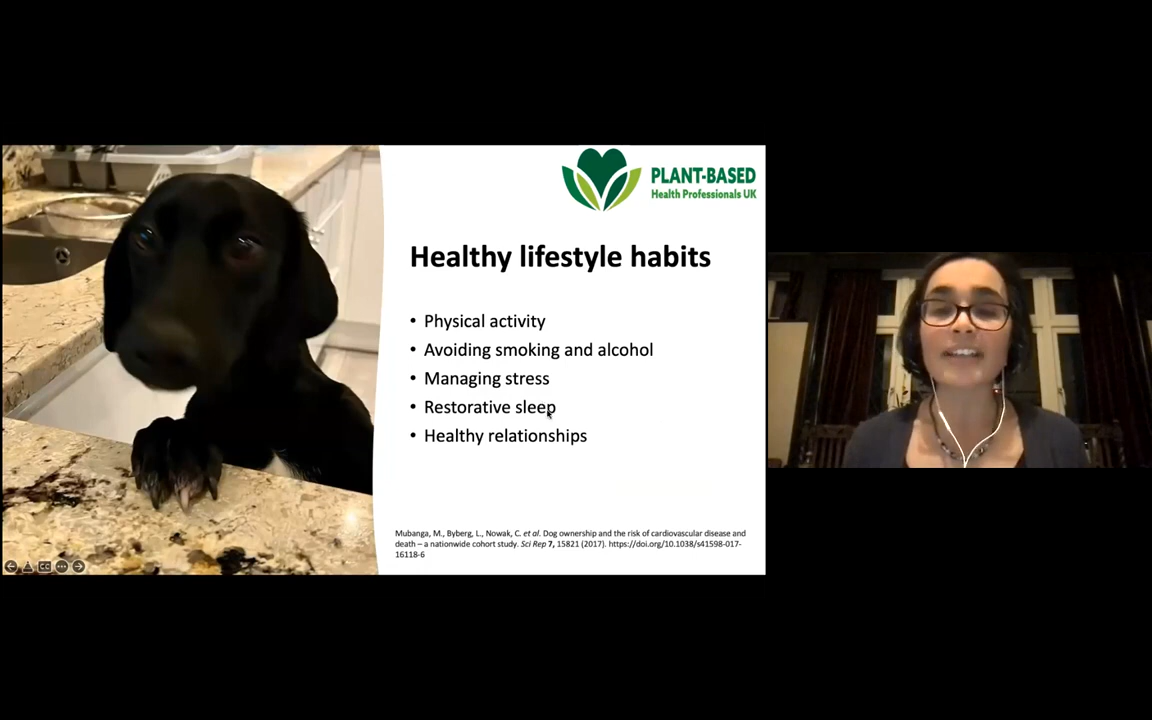 PLANT-BASED
Health Professionals UK
Healthy lifestyle habits
• Physical activity
• Avoiding smoking and alcohol
• Managing stress
• Restorative sleep
• Healthy relationships
Mubanga, M., Byberg, L., Nowak, C. et al. Dog ownership and the risk of cardiovascular disease and
death – a nationwide cohort study. Sci Rep 7, 15821 (2017). https://doi.org/10.1038/s41598-017-
16118-6
CC